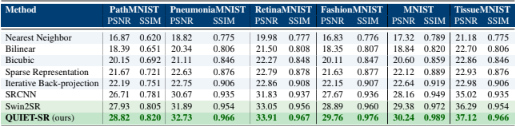 Method PathMNIST PneumoniaMNIST RetinaMNIST FashionMNIST MNIST TissueMNIST
PSNR SSIM PSNR SSIM PSNR SSIM PSNR SSIM PSNR SSIM PSNR SSIM
Nearest Neighbor 16.87 0.620 18.82 0.775 19.98 0.777 16.83 0.776 17.32 0.789 21.18 0.775
Bilinear 18.39 0.651 20.34 0.806 21.50 0.808 18.35 0.807 18.84 0.820 22.70 0.806
Bicubic 20.15 0.692 21.11 0.846 22.27 0.848 20.11 0.847 20.60 0.859 22.86 0.846
Sparse Representation 21.67 0.721 22.63 0.876 22.79 0.878 21.63 0.877 22.12 0.889 22.93 0.876
Iterative Back-projection 22.19 0.751 22.75 0.906 22.86 0.908 22.15 0.907 22.64 0.919 22.98 0.906
SRCNN 26.71 0.781 30.67 0.935 31.83 0.937 27.67 0.936 28.16 0.949 35.02 0.935
Swin2SR 27.93 0.805 31.89 0.954 33.05 0.956 28.89 0.960 29.38 0.972 36.29 0.954
QUIET-SR (ours) 28.82 0.820 32.73 0.966 33.91 0.967 29.76 0.976 30.24 0.989 37.12 0.966